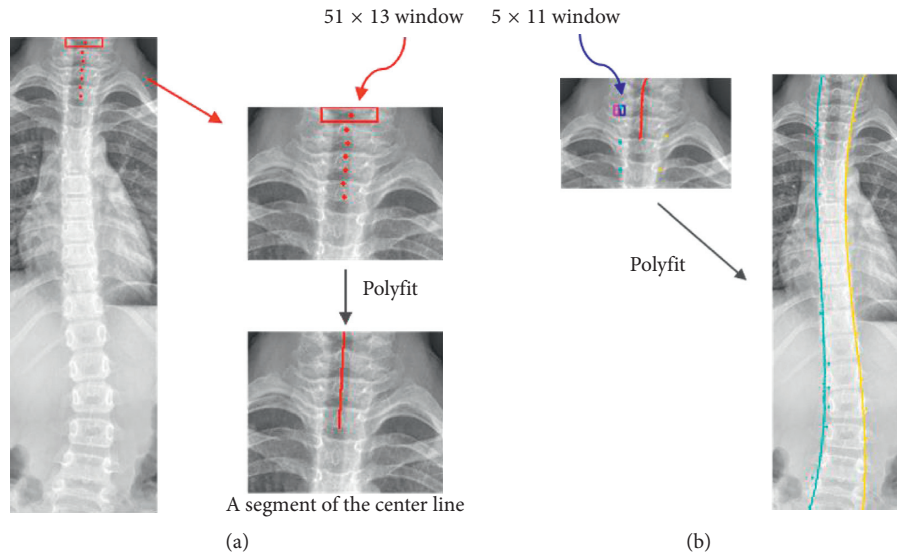 51 × 13 window
5 × 11 window
Polyfit
Polyfit
A segment of the center line
(a)
(b)